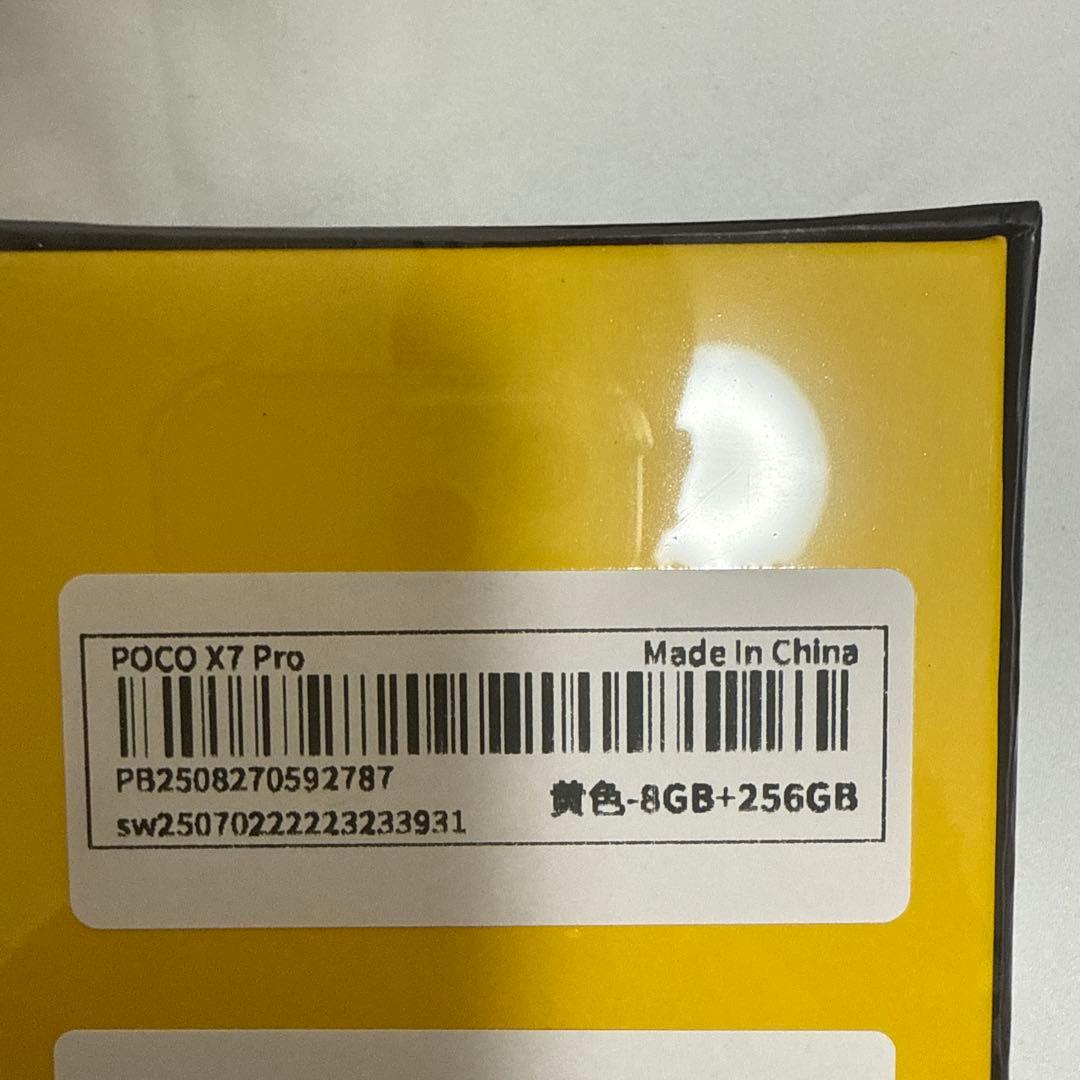 POCO X7 Pro
Made In China
PB2508270592787
黄色-8GB+256GB
sw25070222223233931